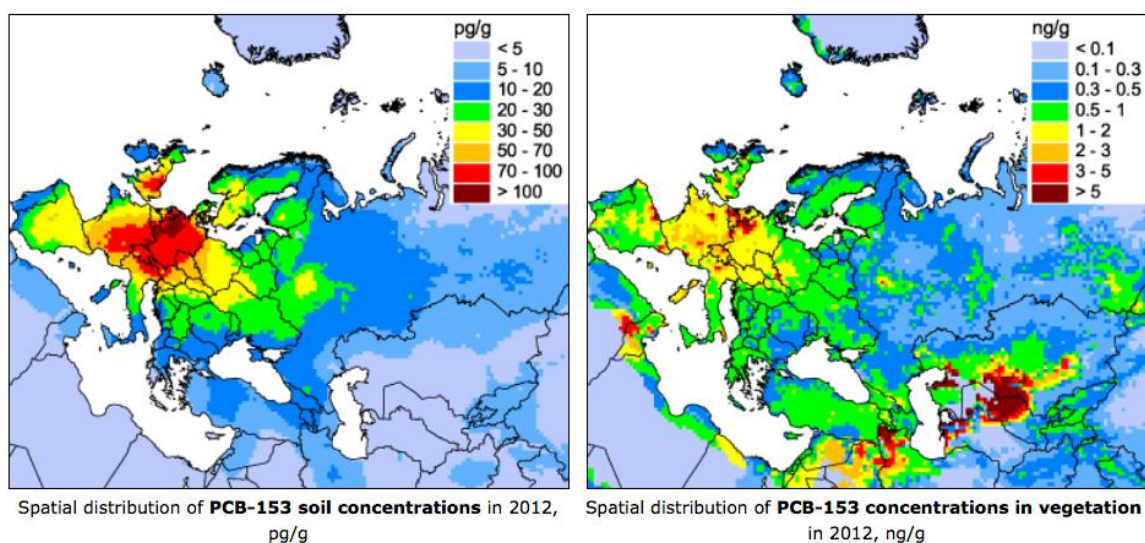 pg/g
< 5
5 - 10
10 - 20
20 - 30
30 - 50
50 - 70
70 - 100
> 100
ng/g
< 0.1
0.1 - 0.3
0.3 - 0.5
0.5 - 1
1 - 2
2 - 3
3 - 5
> 5
Spatial distribution of PCB-153 soil concentrations in 2012,
pg/g
Spatial distribution of PCB-153 concentrations in vegetation
in 2012, ng/g